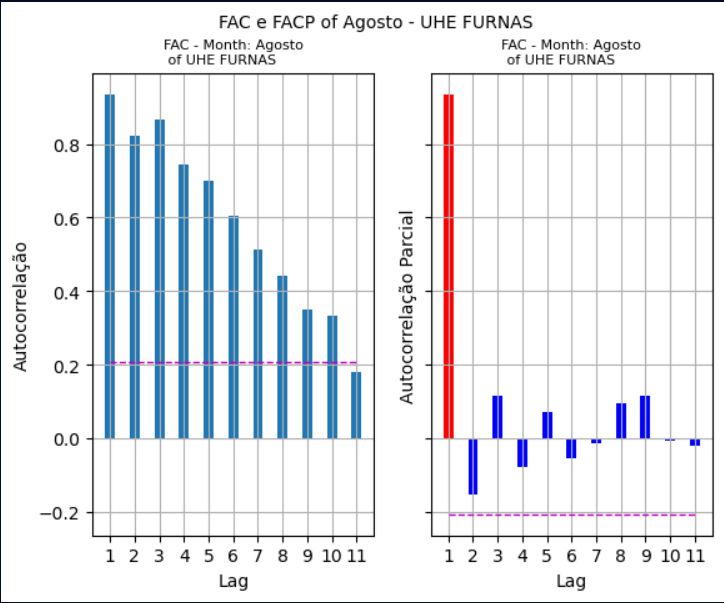 FAC e FACP of Agosto - UHE FURNAS
FAC - Month: Agosto
of UHE FURNAS
Autocorrelação
0.8
0.6
0.4
0.2
0.0
−0.2
1 2 3 4 5 6 7 8 9 10 11
Lag
FAC - Month: Agosto
of UHE FURNAS
Autocorrelação Parcial
1 2 3 4 5 6 7 8 9 10 11
Lag